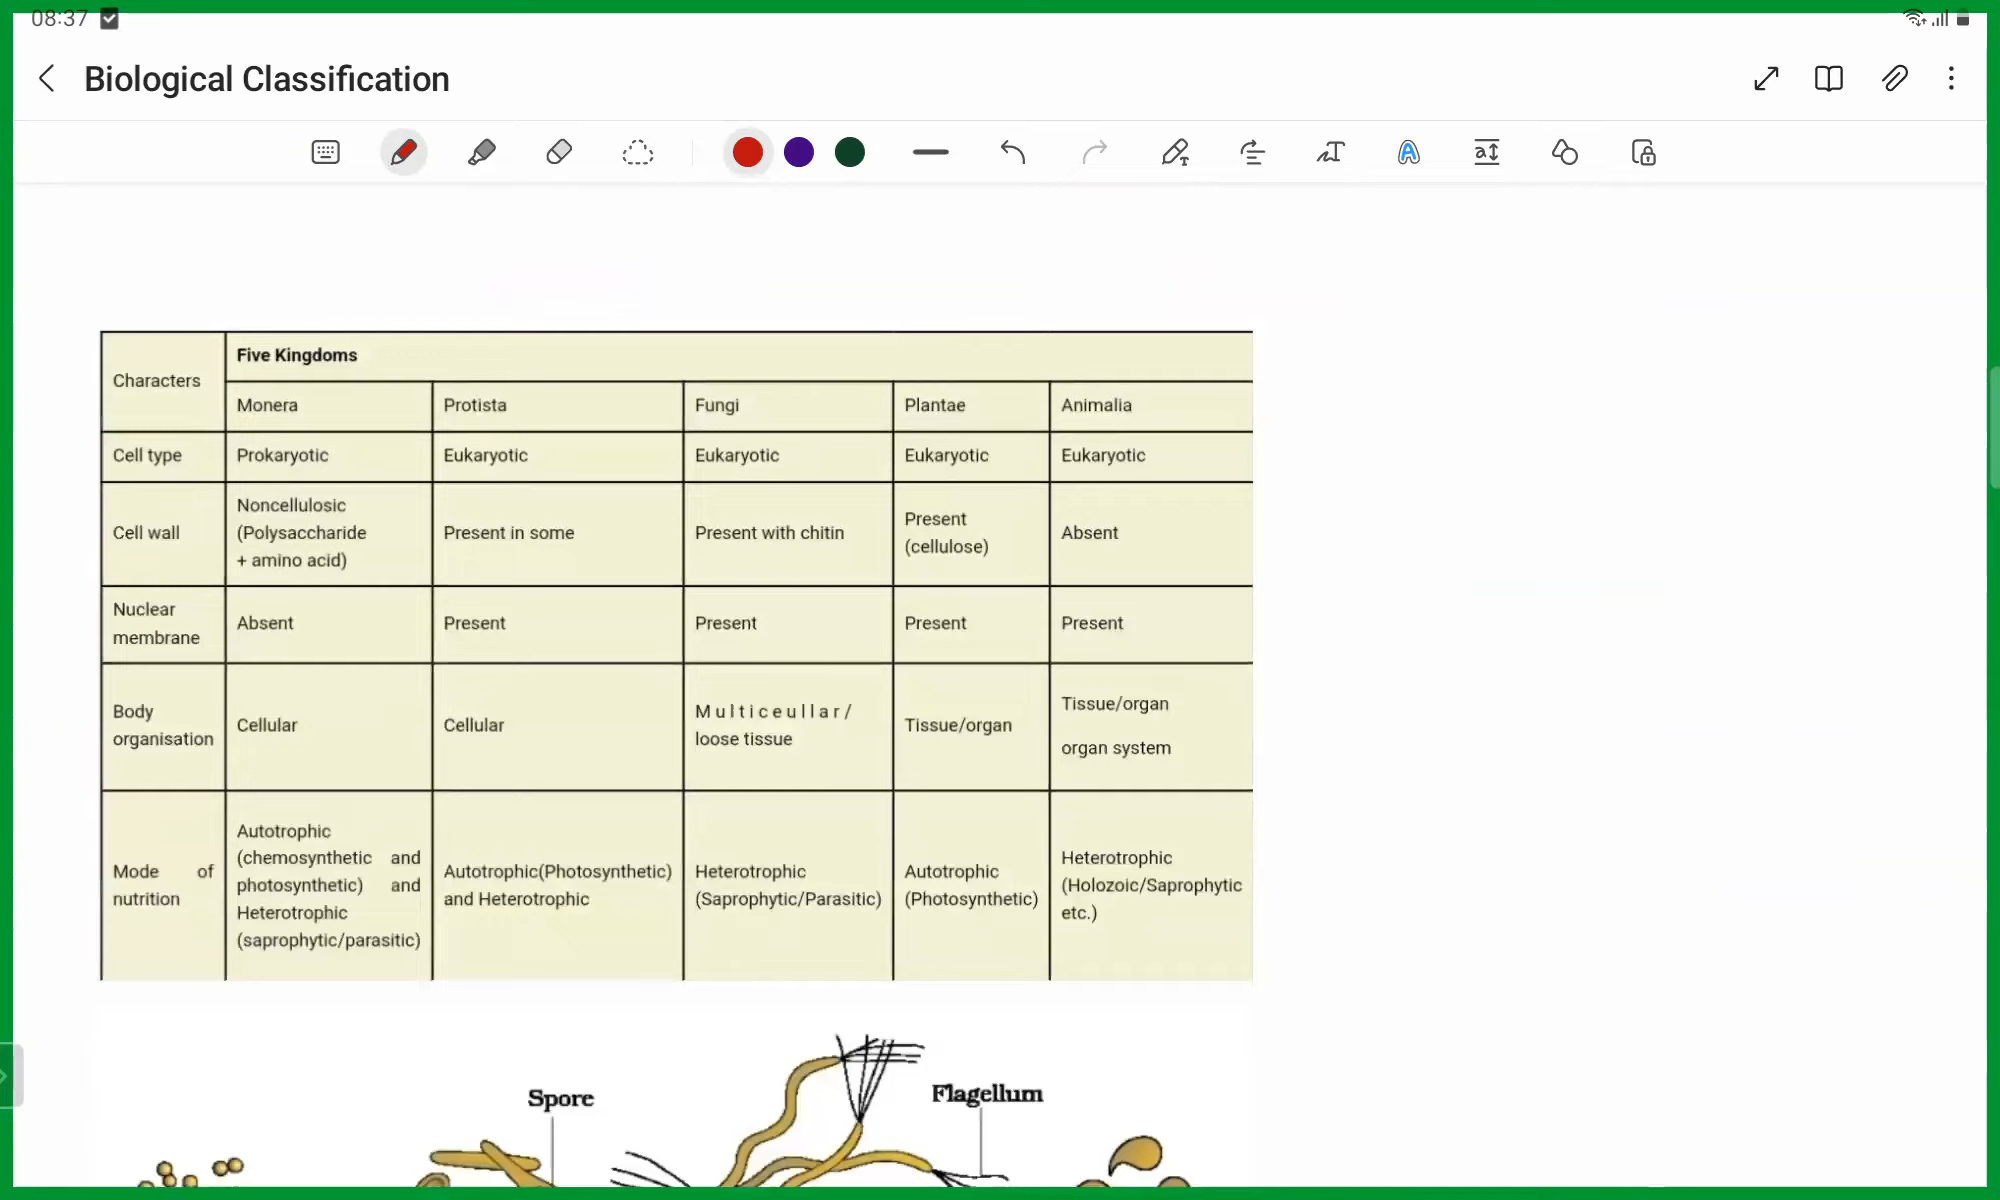 08:37
Biological Classification
Characters
Five Kingdoms
Monera
Protista
Fungi
Plantae
Animalia
Cell type
Prokaryotic
Eukaryotic
Eukaryotic
Eukaryotic
Eukaryotic
Cell wall
Noncellulosic
(Polysaccharide
+ amino acid)
Present in some
Present with chitin
Present
(cellulose)
Absent
Nuclear
membrane
Absent
Present
Present
Present
Present
Body
organisation
Cellular
Cellular
Multiceullar/
loose tissue
Tissue/organ
Tissue/organ
organ system
Mode of
nutrition
Autotrophic
(chemosynthetic and
photosynthetic) and
Heterotrophic
(saprophytic/parasitic)
Autotrophic(Photosynthetic)
and Heterotrophic
Heterotrophic
(Saprophytic/Parasitic)
Autotrophic
(Photosynthetic)
Heterotrophic
(Holozoic/Saprophytic
etc.)
Spore
Flagellum